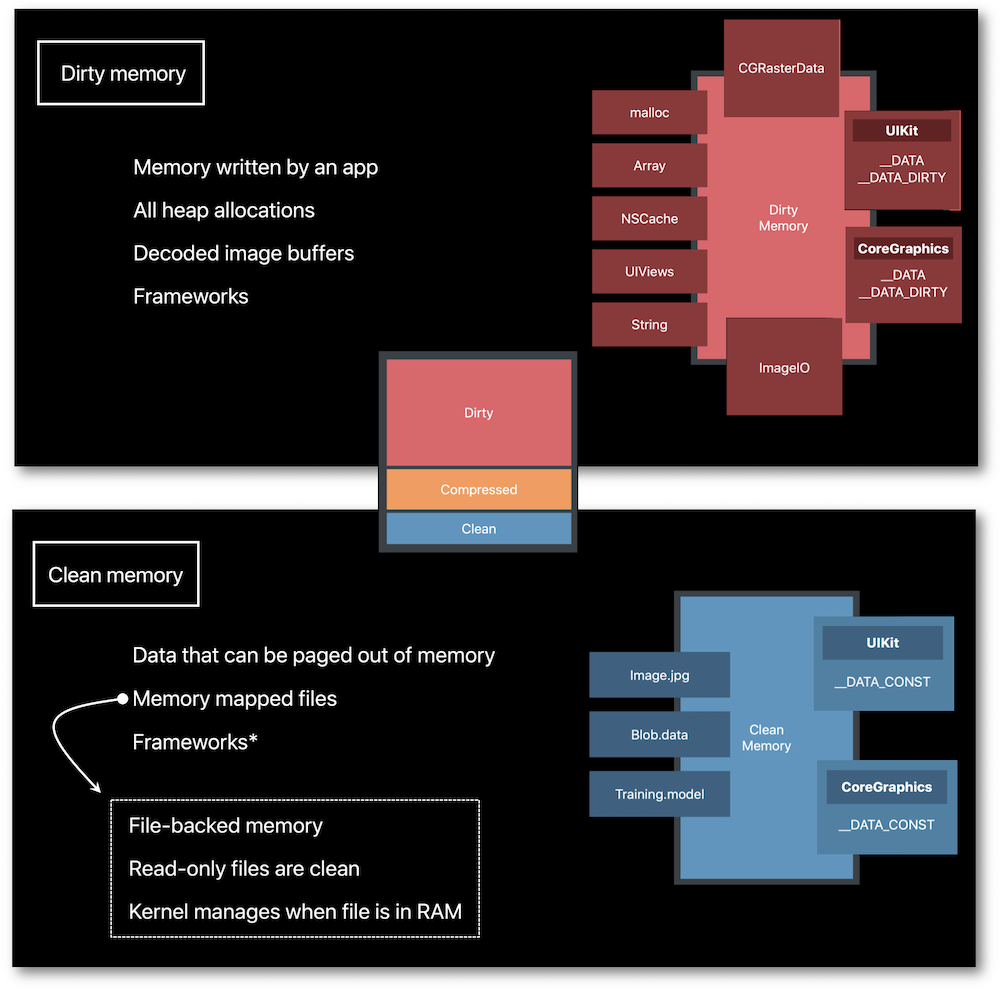 Dirty memory
Memory written by an app
All heap allocations
Decoded image buffers
Frameworks
CGRasterData
malloc
Array
NSCache
UIViews
String
Dirty
Memory
UIKit
__DATA
__DATA_DIRTY
CoreGraphics
__DATA
__DATA_DIRTY
ImageIO
Dirty
Compressed
Clean
Clean memory
Data that can be paged out of memory
Memory mapped files
Frameworks*
File-backed memory
Read-only files are clean
Kernel manages when file is in RAM
Image.jpg
Blob.data
Training.model
Clean
Memory
UIKit
__DATA_CONST
CoreGraphics
__DATA_CONST